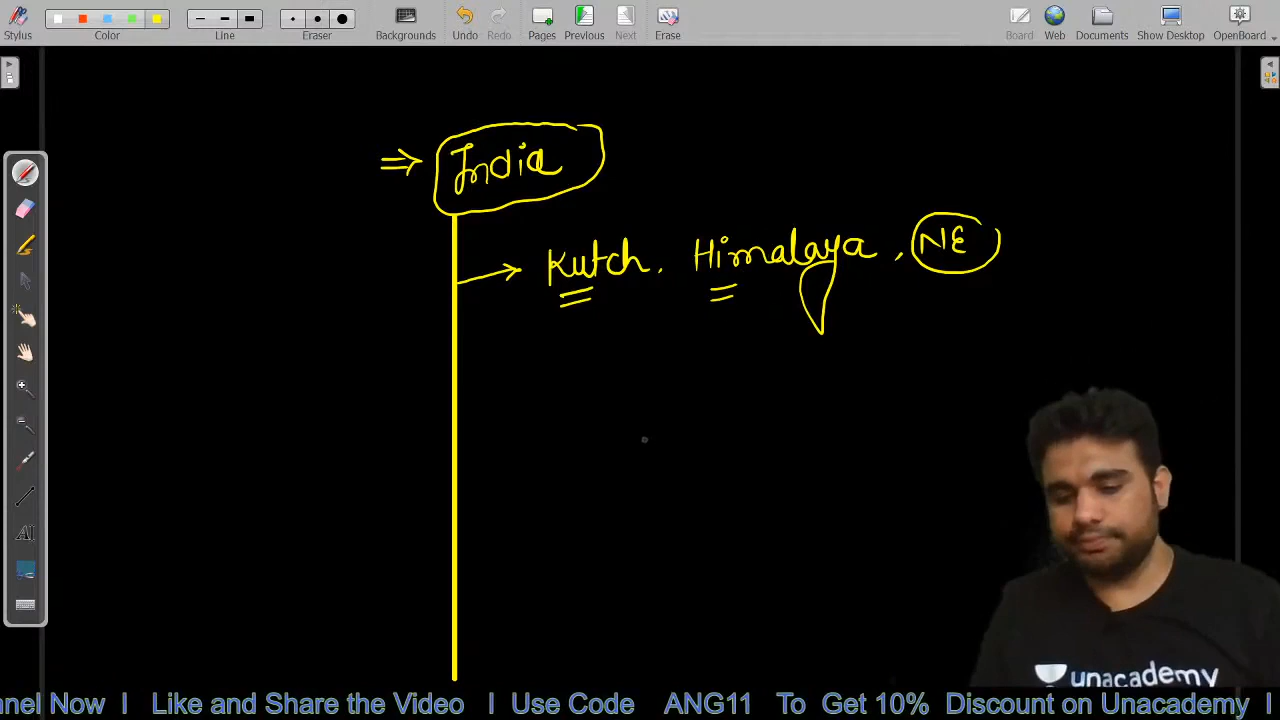 Color
Line
Eraser
Stylus Backgrounds Undo Redo Pages Previous Next Erase Board Web Documents Show Desktop OpenBoard
⇒ India
→ Kutch, Himalaya, NE
unacademy
nnel Now I Like and Share the Video I Use Code ANG11 To Get 10% Discount on Unacademy I